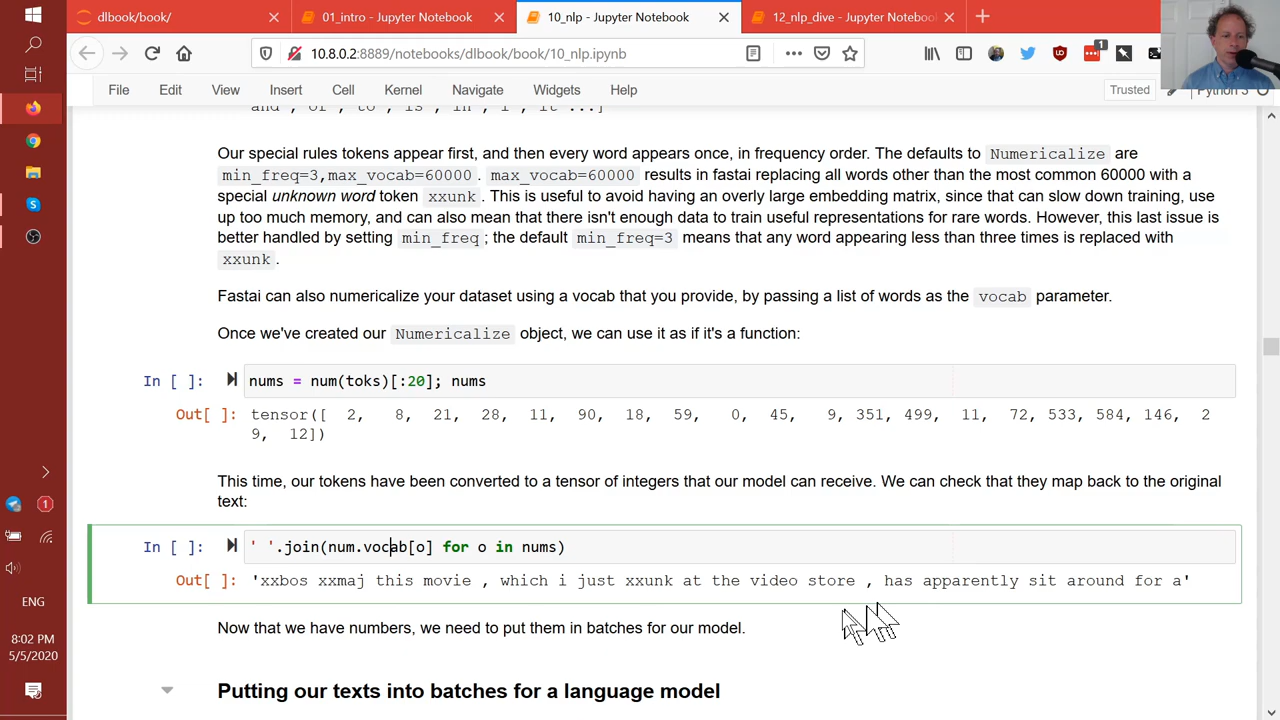 dlbook/book/
01_intro - Jupyter Notebook
10_nlp - Jupyter Notebook
12_nlp_dive - Jupyter Notebook
10.8.0.2:8889/notebooks/dlbook/book/10_nlp.ipynb
1
File Edit View Insert Cell Kernel Navigate Widgets Help
Trusted
Python 3
and , or , to , is , in , i , it ...]
Our special rules tokens appear first, and then every word appears once, in frequency order. The defaults to Numericalize are
min_freq=3,max_vocab=60000 . max_vocab=60000 results in fastai replacing all words other than the most common 60000 with a
special unknown word token xxunk . This is useful to avoid having an overly large embedding matrix, since that can slow down training, use
up too much memory, and can also mean that there isn't enough data to train useful representations for rare words. However, this last issue is
better handled by setting min_freq ; the default min_freq=3 means that any word appearing less than three times is replaced with
xxunk .
Fastai can also numericalize your dataset using a vocab that you provide, by passing a list of words as the vocab parameter.
Once we've created our Numericalize object, we can use it as if it's a function:
In [ ]: nums = num(toks)[:20]; nums
Out[ ]: tensor([ 2, 8, 21, 28, 11, 90, 18, 59, 0, 45, 9, 351, 499, 11, 72, 533, 584, 146, 2
9, 12])
This time, our tokens have been converted to a tensor of integers that our model can receive. We can check that they map back to the original
text:
In [ ]: ' '.join(num.vocab[o] for o in nums)
Out[ ]: 'xxbos xxmaj this movie , which i just xxunk at the video store , has apparently sit around for a'
Now that we have numbers, we need to put them in batches for our model.
Putting our texts into batches for a language model
1
ENG
8:02 PM
5/5/2020